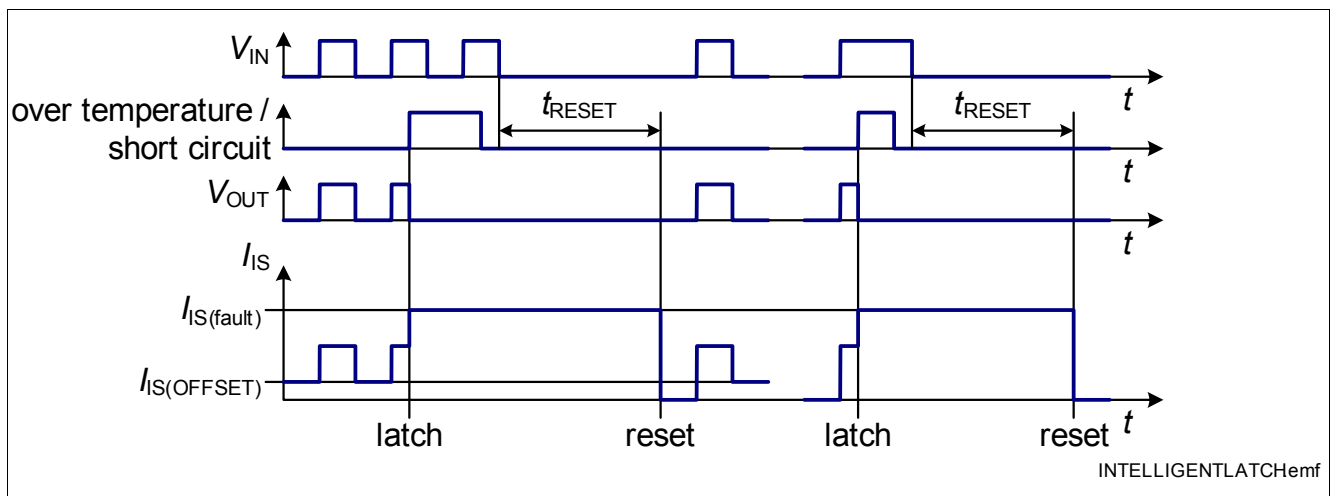 VIN
t
over temperature /
short circuit
tRESET
tRESET
t
VOUT
t
IIS
IIS(fault)
IIS(OFFSET)
t
latch
reset
latch
reset
INTELLIGENTLATCHemf